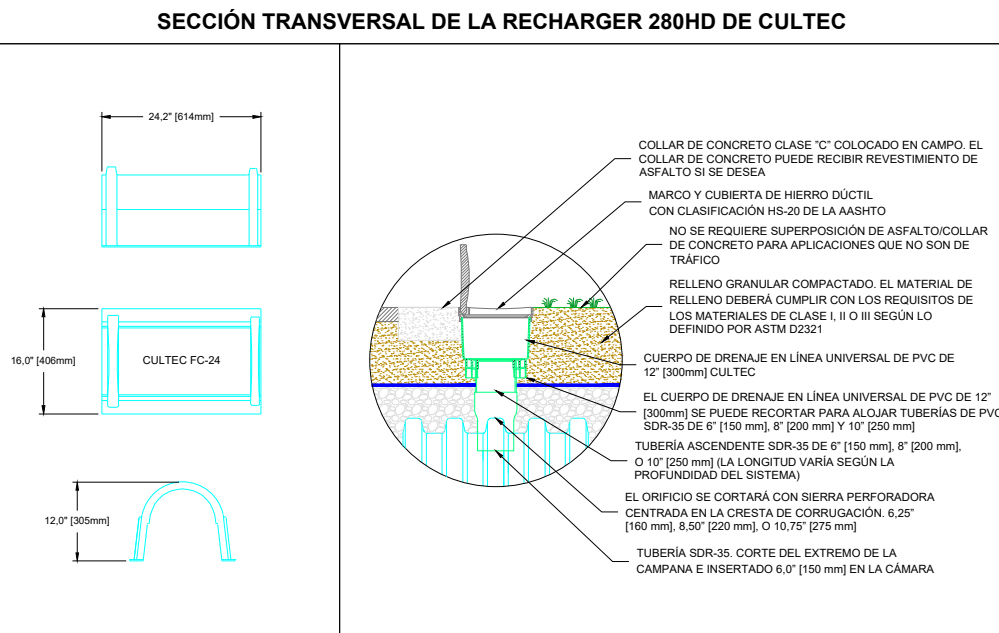 SECCIÓN TRANSVERSAL DE LA RECHARGER 280HD DE CULTEC
24,2" [614mm]
16,0" [406mm]
CULTEC FC-24
12,0" [305mm]
COLLAR DE CONCRETO CLASE "C" COLOCADO EN CAMPO. EL
COLLAR DE CONCRETO PUEDE RECIBIR REVESTIMIENTO DE
ASFALTO SI SE DESEA
MARCO Y CUBIERTA DE HIERRO DÚCTIL
CON CLASIFICACIÓN HS-20 DE LA AASHTO
NO SE REQUIERE SUPERPOSICIÓN DE ASFALTO/COLLAR
DE CONCRETO PARA APLICACIONES QUE NO SON DE
TRÁFICO
RELLENO GRANULAR COMPACTADO. EL MATERIAL DE
RELLENO DEBERÁ CUMPLIR CON LOS REQUISITOS DE
LOS MATERIALES DE CLASE I, II O III SEGÚN LO
DEFINIDO POR ASTM D2321
CUERPO DE DRENAJE EN LÍNEA UNIVERSAL DE PVC DE
12" [300mm] CULTEC
EL CUERPO DE DRENAJE EN LÍNEA UNIVERSAL DE PVC DE 12"
[300mm] SE PUEDE RECORTAR PARA ALOJAR TUBERÍAS DE PVC
SDR-35 DE 6" [150 mm], 8" [200 mm] Y 10" [250 mm]
TUBERÍA ASCENDENTE SDR-35 DE 6" [150 mm], 8" [200 mm],
O 10" [250 mm] (LA LONGITUD VARÍA SEGÚN LA
PROFUNDIDAD DEL SISTEMA)
EL ORIFICIO SE CORTARÁ CON SIERRA PERFORADORA
CENTRADA EN LA CRESTA DE CORRUGACIÓN. 6,25"
[160 mm], 8,50" [220 mm], O 10,75" [275 mm]
TUBERÍA SDR-35. CORTE DEL EXTREMO DE LA
CAMPANA E INSERTADO 6,0" [150 mm] EN LA CÁMARA